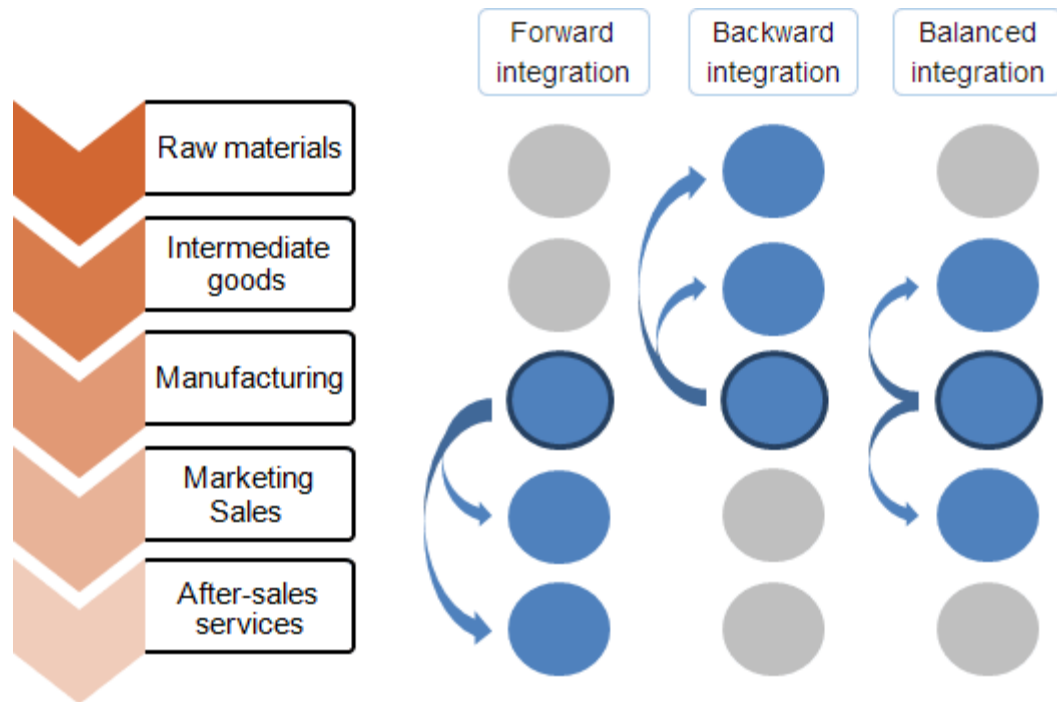 Forward
integration
Backward
integration
Balanced
integration
Raw materials
Intermediate
goods
Manufacturing
Marketing
Sales
After-sales
services